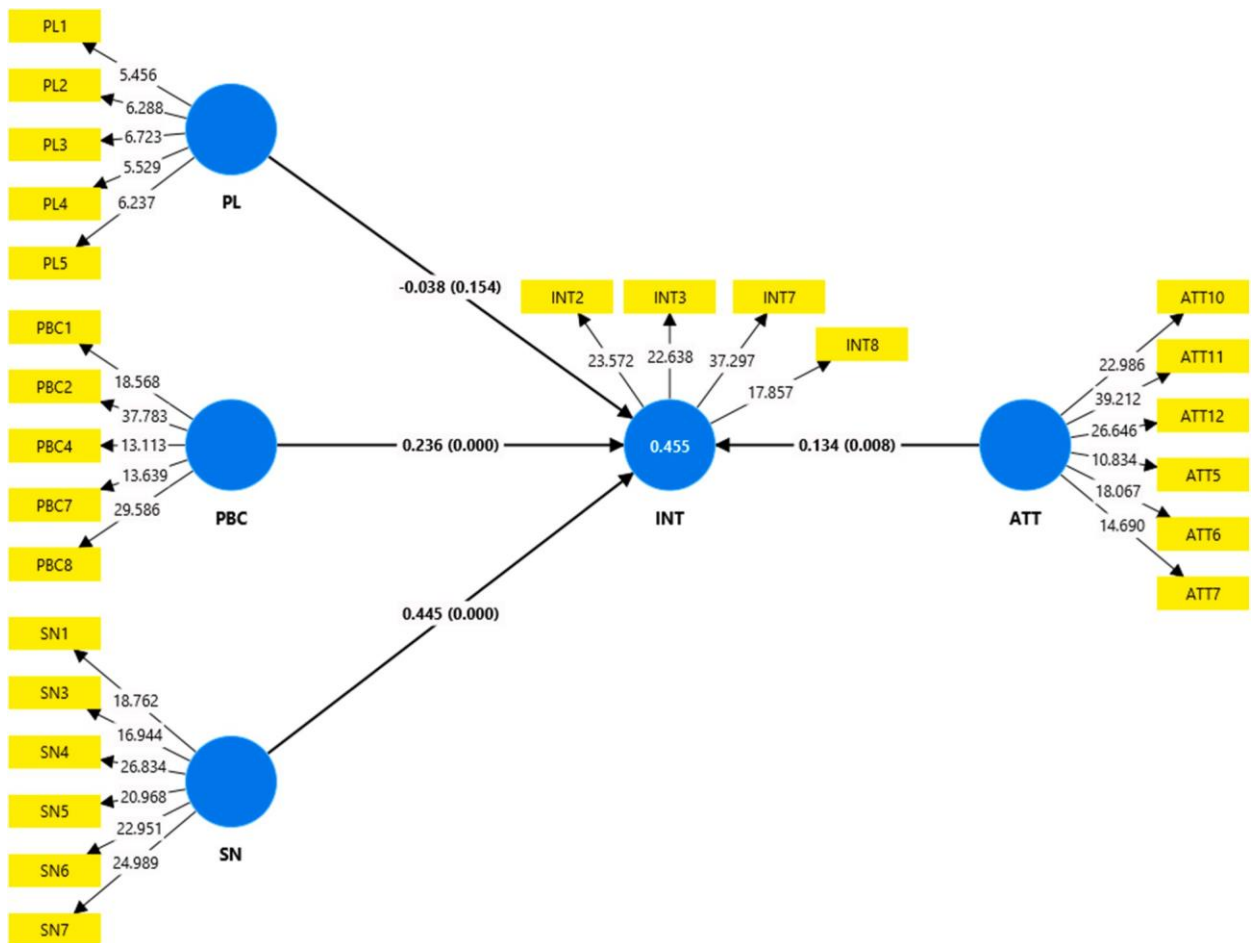 PL1
PL2
PL3
PL4
PL5
5.456
6.288
6.723
5.529
6.237
PL
-0.038 (0.154)
PBC1
PBC2
PBC4
PBC7
PBC8
18.568
37.783
13.113
13.639
29.586
PBC
0.236 (0.000)
SN1
SN3
SN4
SN5
SN6
SN7
18.762
16.944
26.834
20.968
22.951
24.989
SN
0.445 (0.000)
INT2
INT3
INT7
INT8
23.572
22.638
37.297
17.857
0.455
INT
0.134 (0.008)
ATT
22.986
39.212
26.646
10.834
18.067
14.690
ATT10
ATT11
ATT12
ATT5
ATT6
ATT7